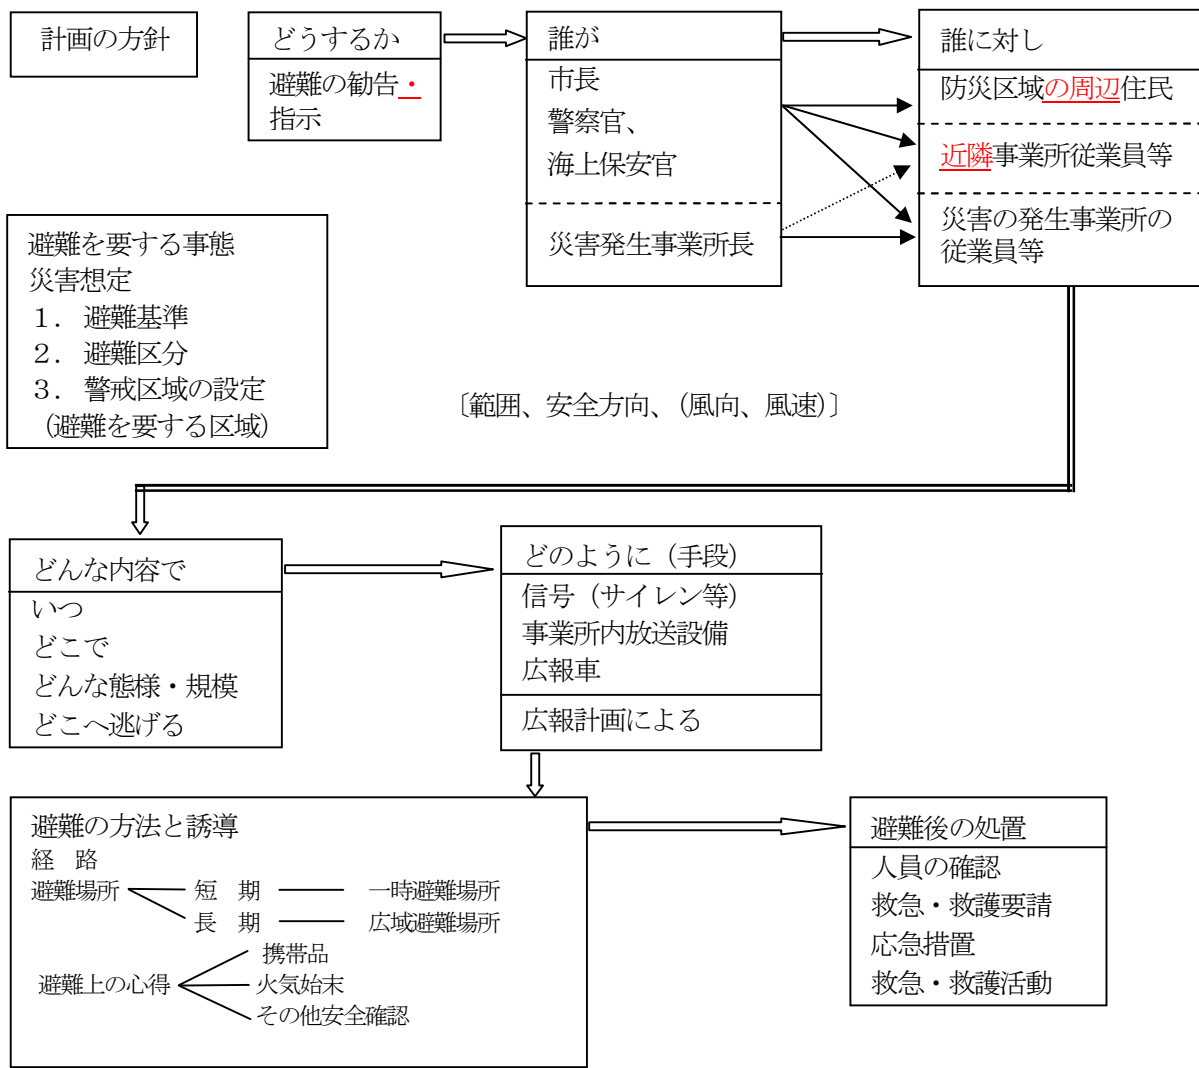 計画の方針
どうするか
避難の勧告・
指示
誰が
市長
警察官、
海上保安官
災害発生事業所長
誰に対し
防災区域の周辺住民
近隣事業所従業員等
災害の発生事業所の
従業員等
避難を要する事態
災害想定
１． 避難基準
２． 避難区分
３． 警戒区域の設定
（避難を要する区域）
〔範囲、安全方向、（風向、風速）〕
どんな内容で
いつ
どこで
どんな態様・規模
どこへ逃げる
どのように（手段）
信号（サイレン等）
事業所内放送設備
広報車
広報計画による
避難の方法と誘導
経　路
避難場所 短　期 一時避難場所
長　期 広域避難場所
携帯品
避難上の心得 火気始末
その他安全確認
避難後の処置
人員の確認
救急・救護要請
応急措置
救急・救護活動